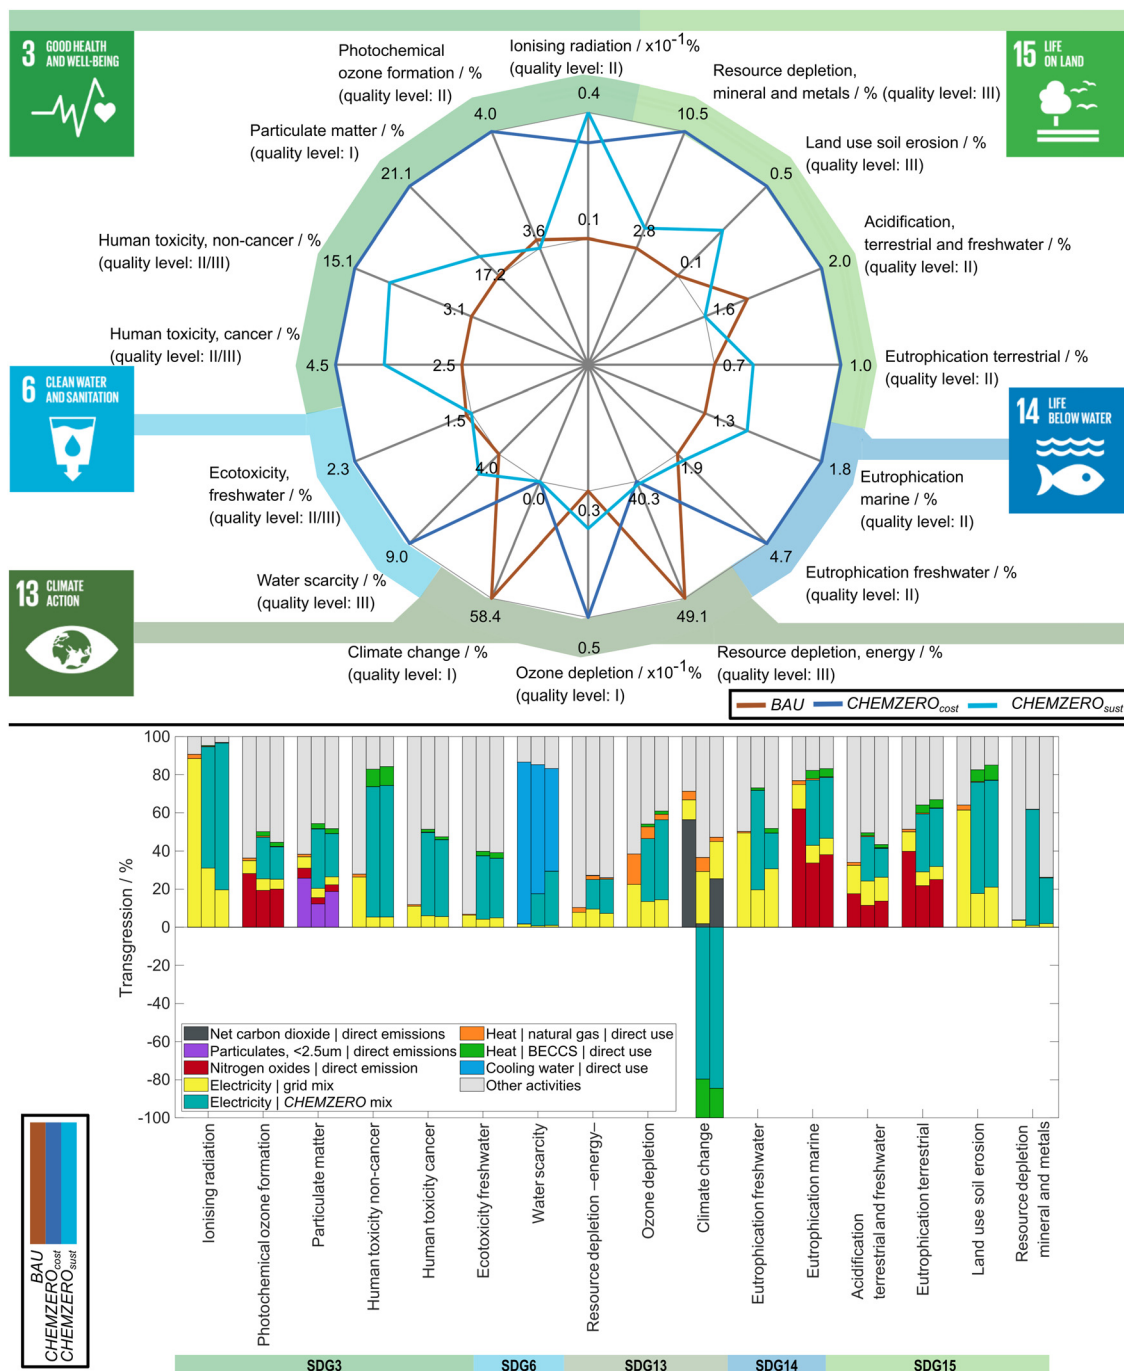 3 GOOD HEALTH
AND WELL-BEING
15 LIFE
ON LAND
6 CLEAN WATER
AND SANITATION
14 LIFE
BELOW WATER
13 CLIMATE
ACTION
Ionising radiation / x10-1%
(quality level: II)
0.4
0.1
Resource depletion,
mineral and metals / % (quality level: III)
10.5
2.8
Land use soil erosion / %
(quality level: III)
0.5
0.1
Acidification,
terrestrial and freshwater / %
(quality level: II)
2.0
1.6
Eutrophication terrestrial / %
(quality level: II)
1.0
0.7
Eutrophication
marine / %
(quality level: II)
1.8
1.3
Eutrophication freshwater / %
(quality level: II)
4.7
1.9
Resource depletion, energy / %
(quality level: III)
49.1
40.3
Ozone depletion / x10-1%
(quality level: I)
0.5
0.3
Climate change / %
(quality level: I)
58.4
0.0
Water scarcity / %
(quality level: III)
9.0
4.0
Ecotoxicity,
freshwater / %
(quality level: II/III)
2.3
1.5
Human toxicity, cancer / %
(quality level: II/III)
4.5
2.5
Human toxicity, non-cancer / %
(quality level: II/III)
15.1
3.1
Particulate matter / %
(quality level: I)
21.1
17.2
Photochemical
ozone formation / %
(quality level: II)
4.0
3.6
BAU CHEMZEROcost CHEMZEROsust
Transgression / %
100
80
60
40
20
0
-20
-40
-60
-80
-100
Net carbon dioxide | direct emissions
Particulates, <2.5um | direct emissions
Nitrogen oxides | direct emission
Electricity | grid mix
Electricity | CHEMZERO mix
Heat | natural gas | direct use
Heat | BECCS | direct use
Cooling water | direct use
Other activities
Ionising radiation
Photochemical ozone formation
Particulate matter
Human toxicity non-cancer
Human toxicity cancer
Ecotoxicity freshwater
Water scarcity
Resource depletion –energy–
Ozone depletion
Climate change
Eutrophication freshwater
Eutrophication marine
Acidification
terrestrial and freshwater
Eutrophication terrestrial
Land use soil erosion
Resource depletion
mineral and metals
BAU
CHEMZEROcost
CHEMZEROsust
SDG3 SDG6 SDG13 SDG14 SDG15